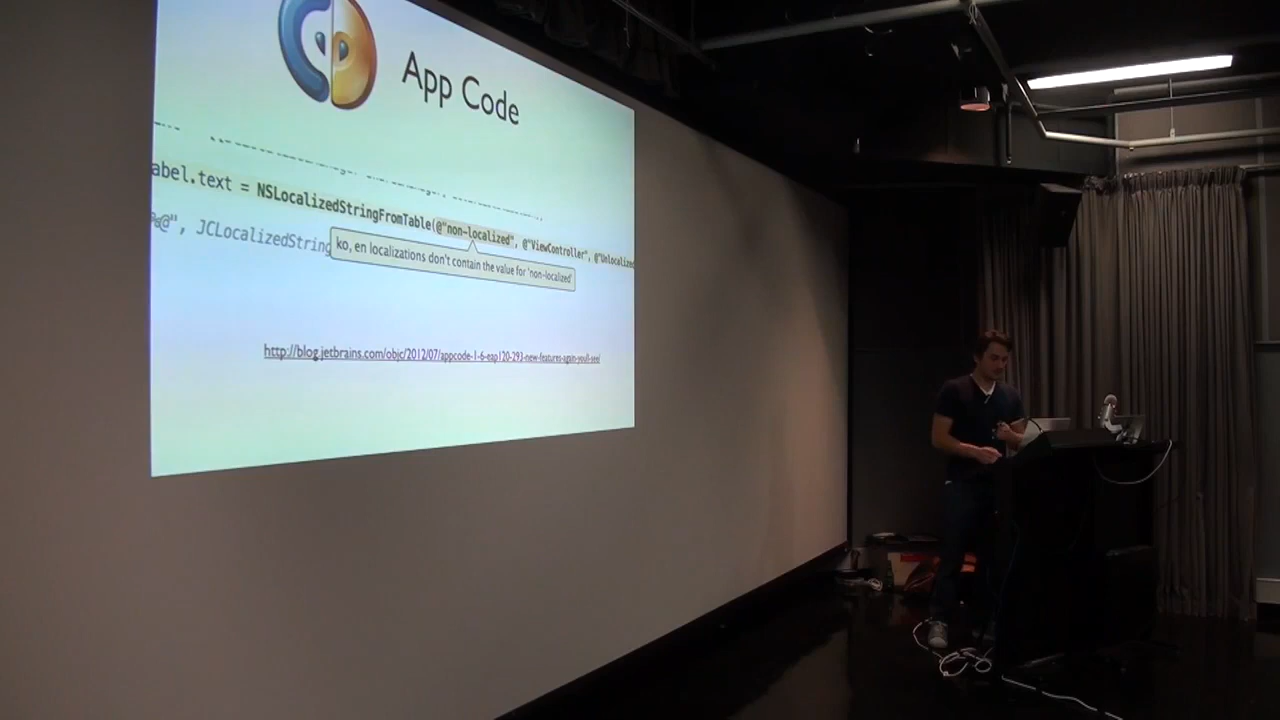 App Code
abel.text = NSLocalizedStringFromTable(@"non-localized", @"ViewController", @"Unlocalized
%@", JCLocalizedString
ko, en localizations don't contain the value for 'non-localized'
http://blog.jetbrains.com/objc/2012/07/appcode-1-6-eap120-293-new-features-again-youll-see/